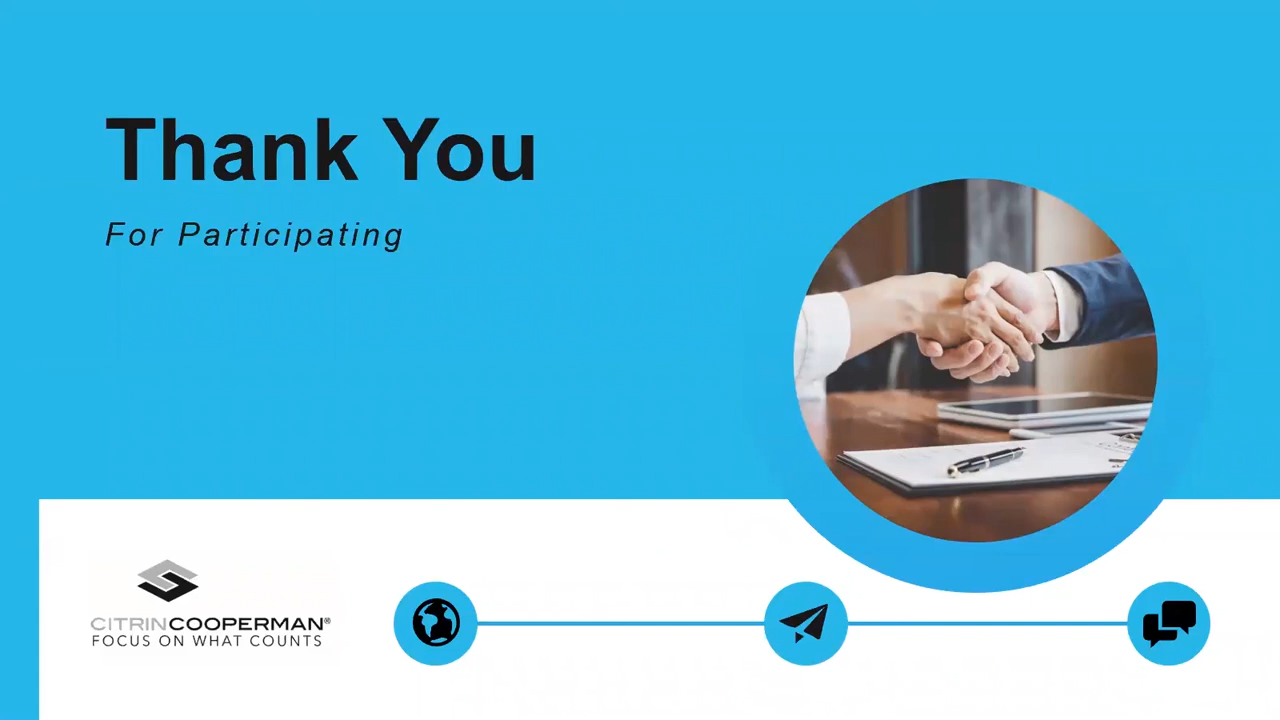 Thank You
For Participating
CITRINCOOPERMAN®
FOCUS ON WHAT COUNTS